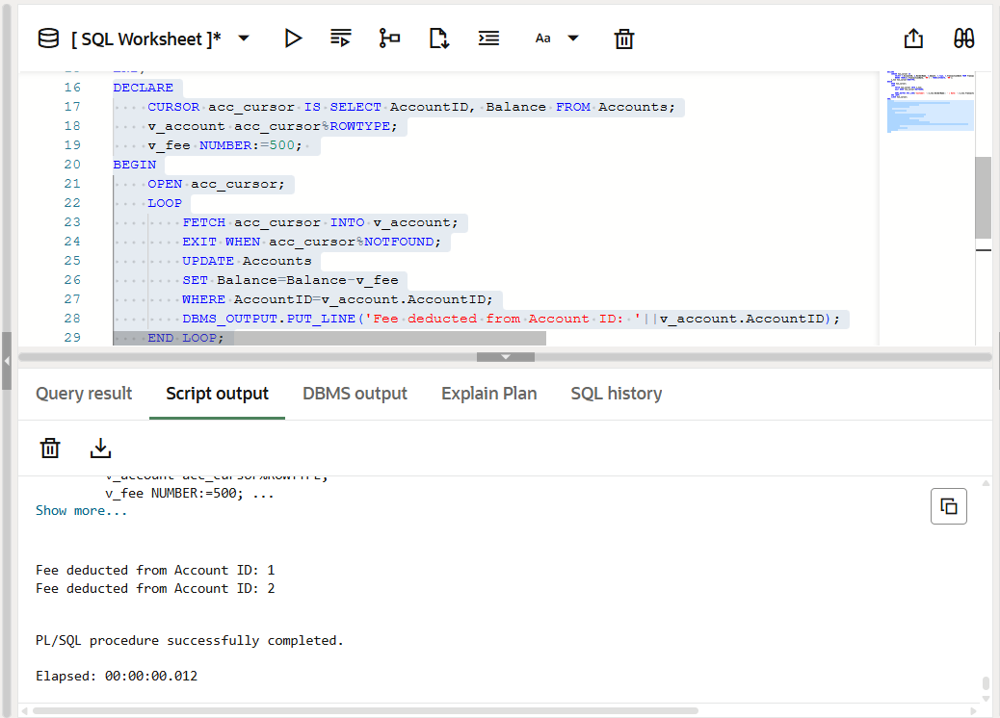 [ SQL Worksheet ]*
Aa
16 DECLARE
17 CURSOR acc_cursor IS SELECT AccountID, Balance FROM Accounts;
18 v_account acc_cursor%ROWTYPE;
19 v_fee NUMBER:=500;
20 BEGIN
21 OPEN acc_cursor;
22 LOOP
23 FETCH acc_cursor INTO v_account;
24 EXIT WHEN acc_cursor%NOTFOUND;
25 UPDATE Accounts
26 SET Balance=Balance-v_fee
27 WHERE AccountID=v_account.AccountID;
28 DBMS_OUTPUT.PUT_LINE('Fee deducted from Account ID: '||v_account.AccountID);
29 END LOOP;
Query result Script output DBMS output Explain Plan SQL history
v_account acc_cursor%ROWTYPE;
v_fee NUMBER:=500; ...
Show more...
Fee deducted from Account ID: 1
Fee deducted from Account ID: 2
PL/SQL procedure successfully completed.
Elapsed: 00:00:00.012